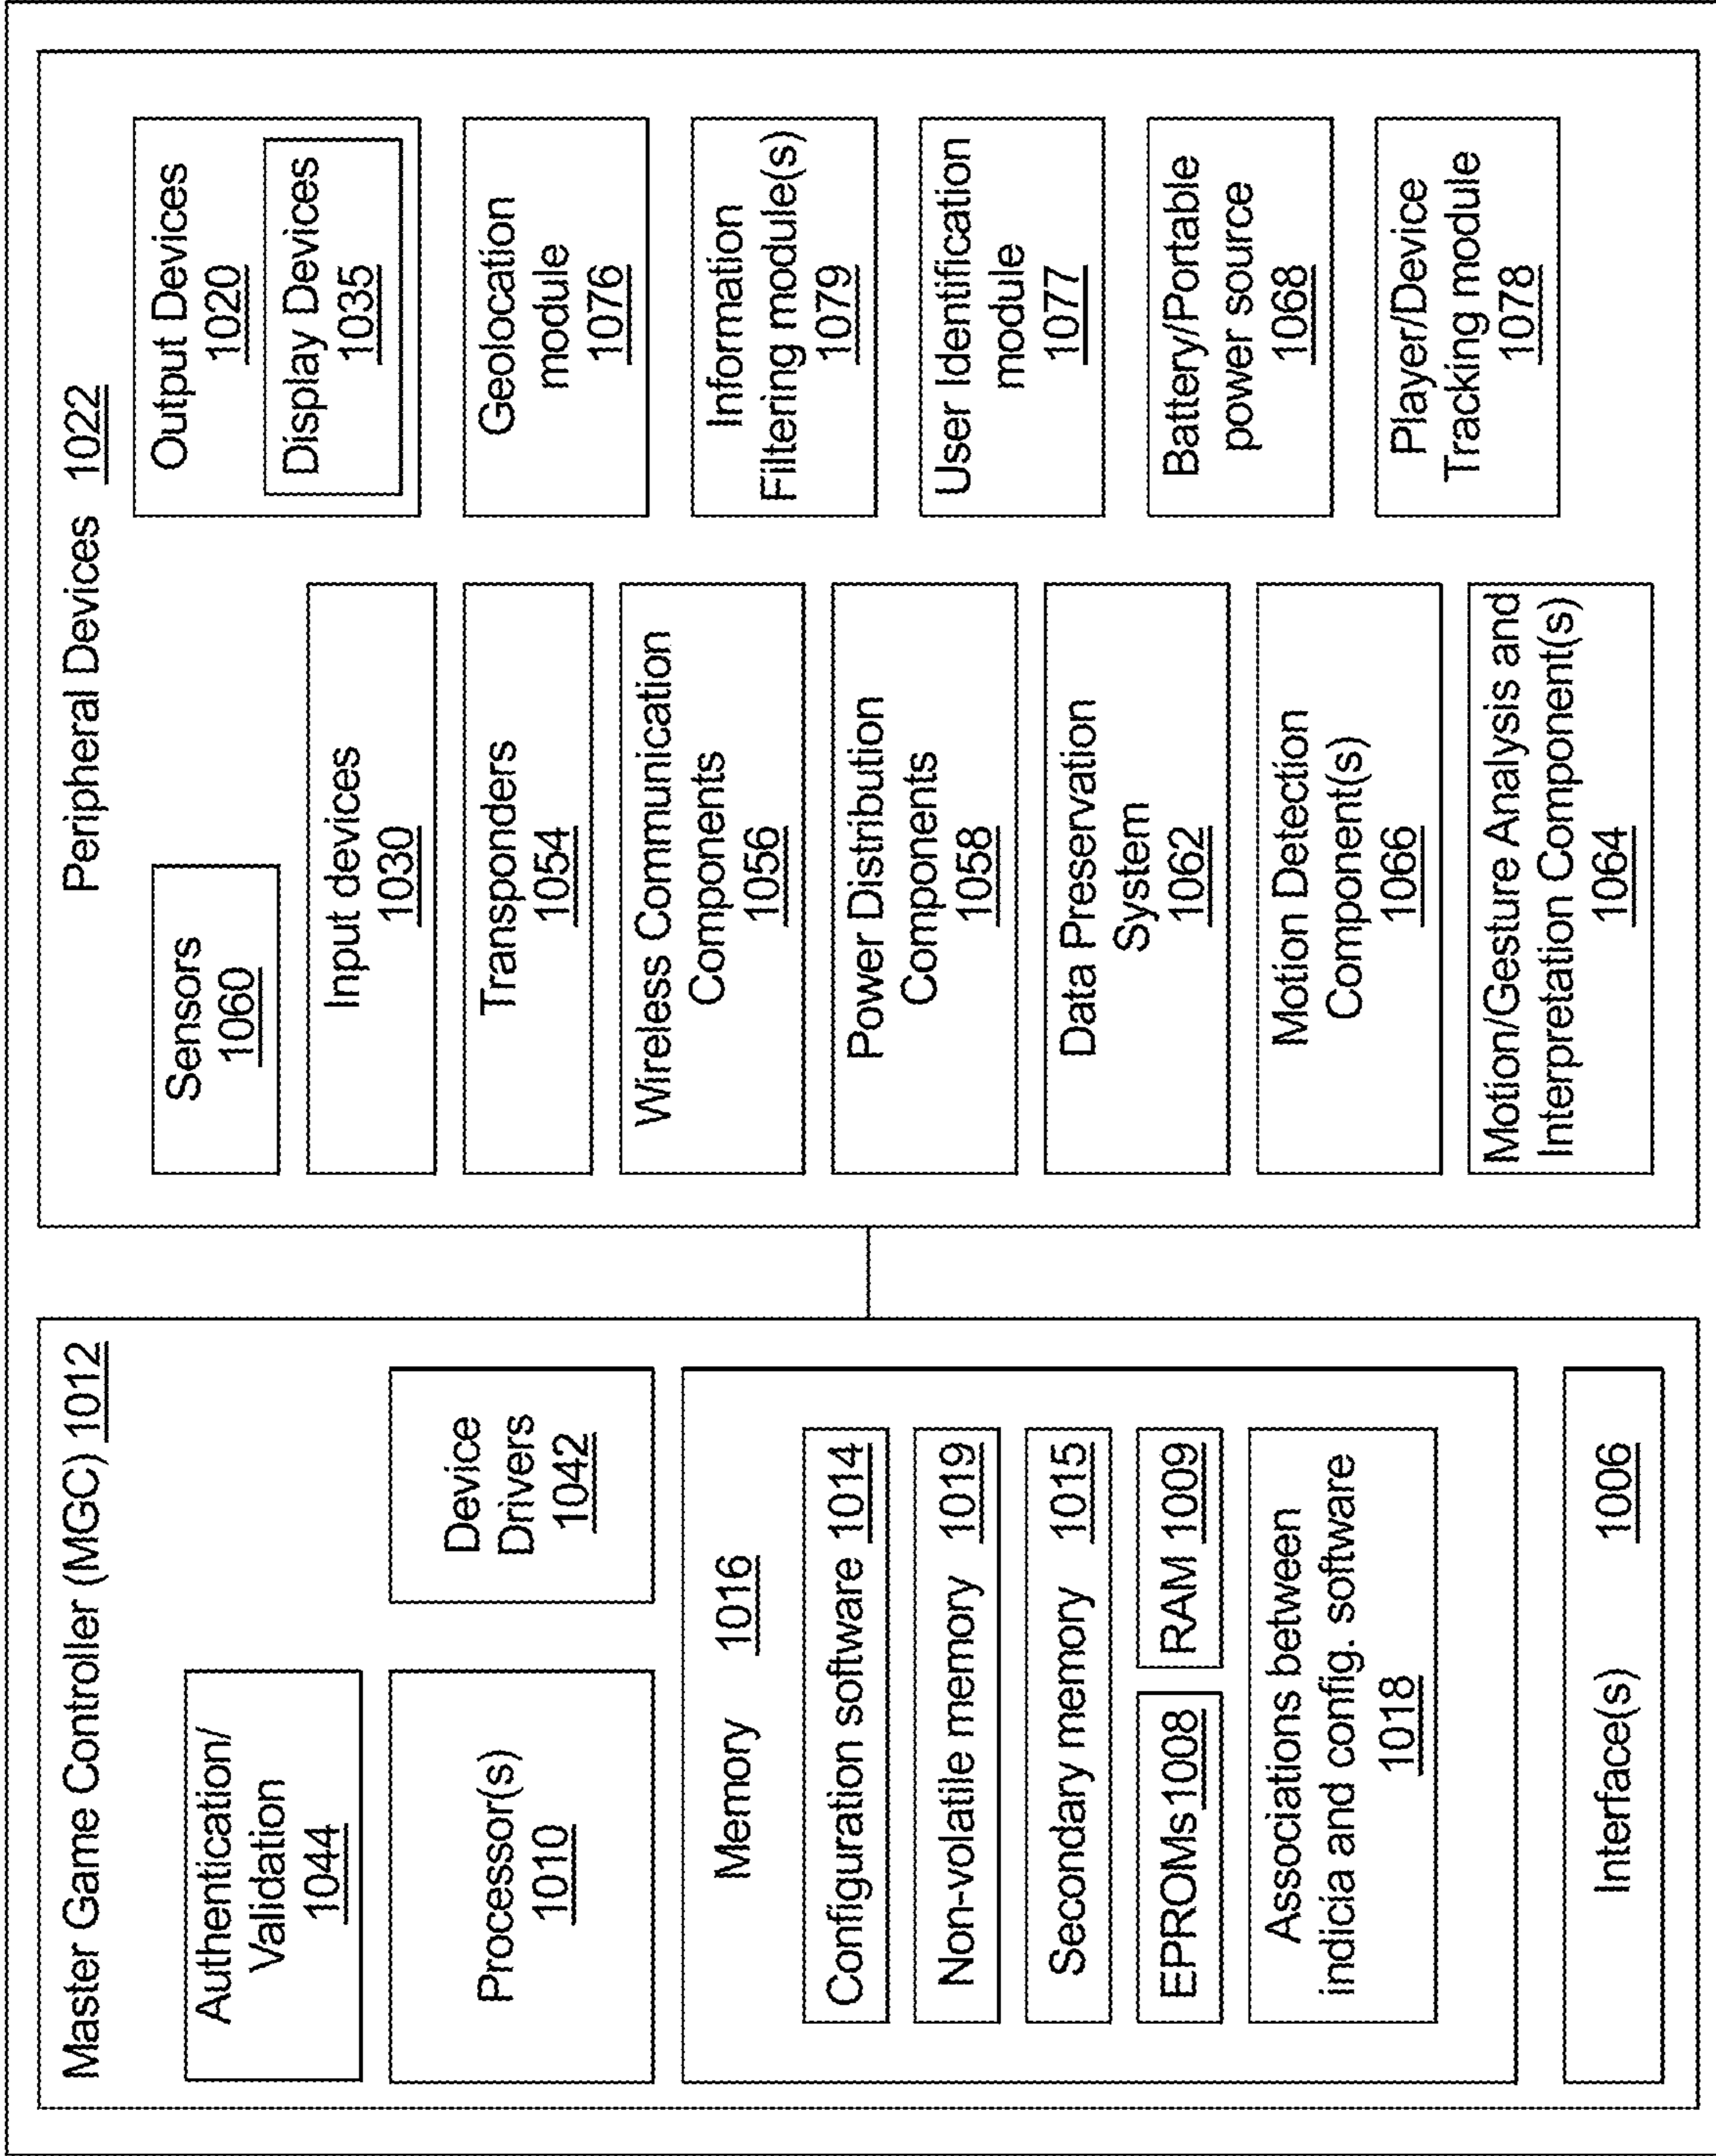 Master Game Controller (MGC) 1012
Authentication/
Validation
1044
Processor(s)
1010
Device
Drivers
1042
Memory 1016
Configuration software 1014
Non-volatile memory 1019
Secondary memory 1015
EPROMs1008
RAM 1009
Associations between
indicia and config. software
1018
Interface(s) 1006
Peripheral Devices 1022
Sensors
1060
Input devices
1030
Transponders
1054
Wireless Communication
Components
1056
Power Distribution
Components
1058
Data Preservation
System
1062
Motion Detection
Component(s)
1066
Motion/Gesture Analysis and
Interpretation Component(s)
1064
Output Devices
1020
Display Devices
1035
Geolocation
module
1076
Information
Filtering module(s)
1079
User Identification
module
1077
Battery/Portable
power source
1068
Player/Device
Tracking module
1078